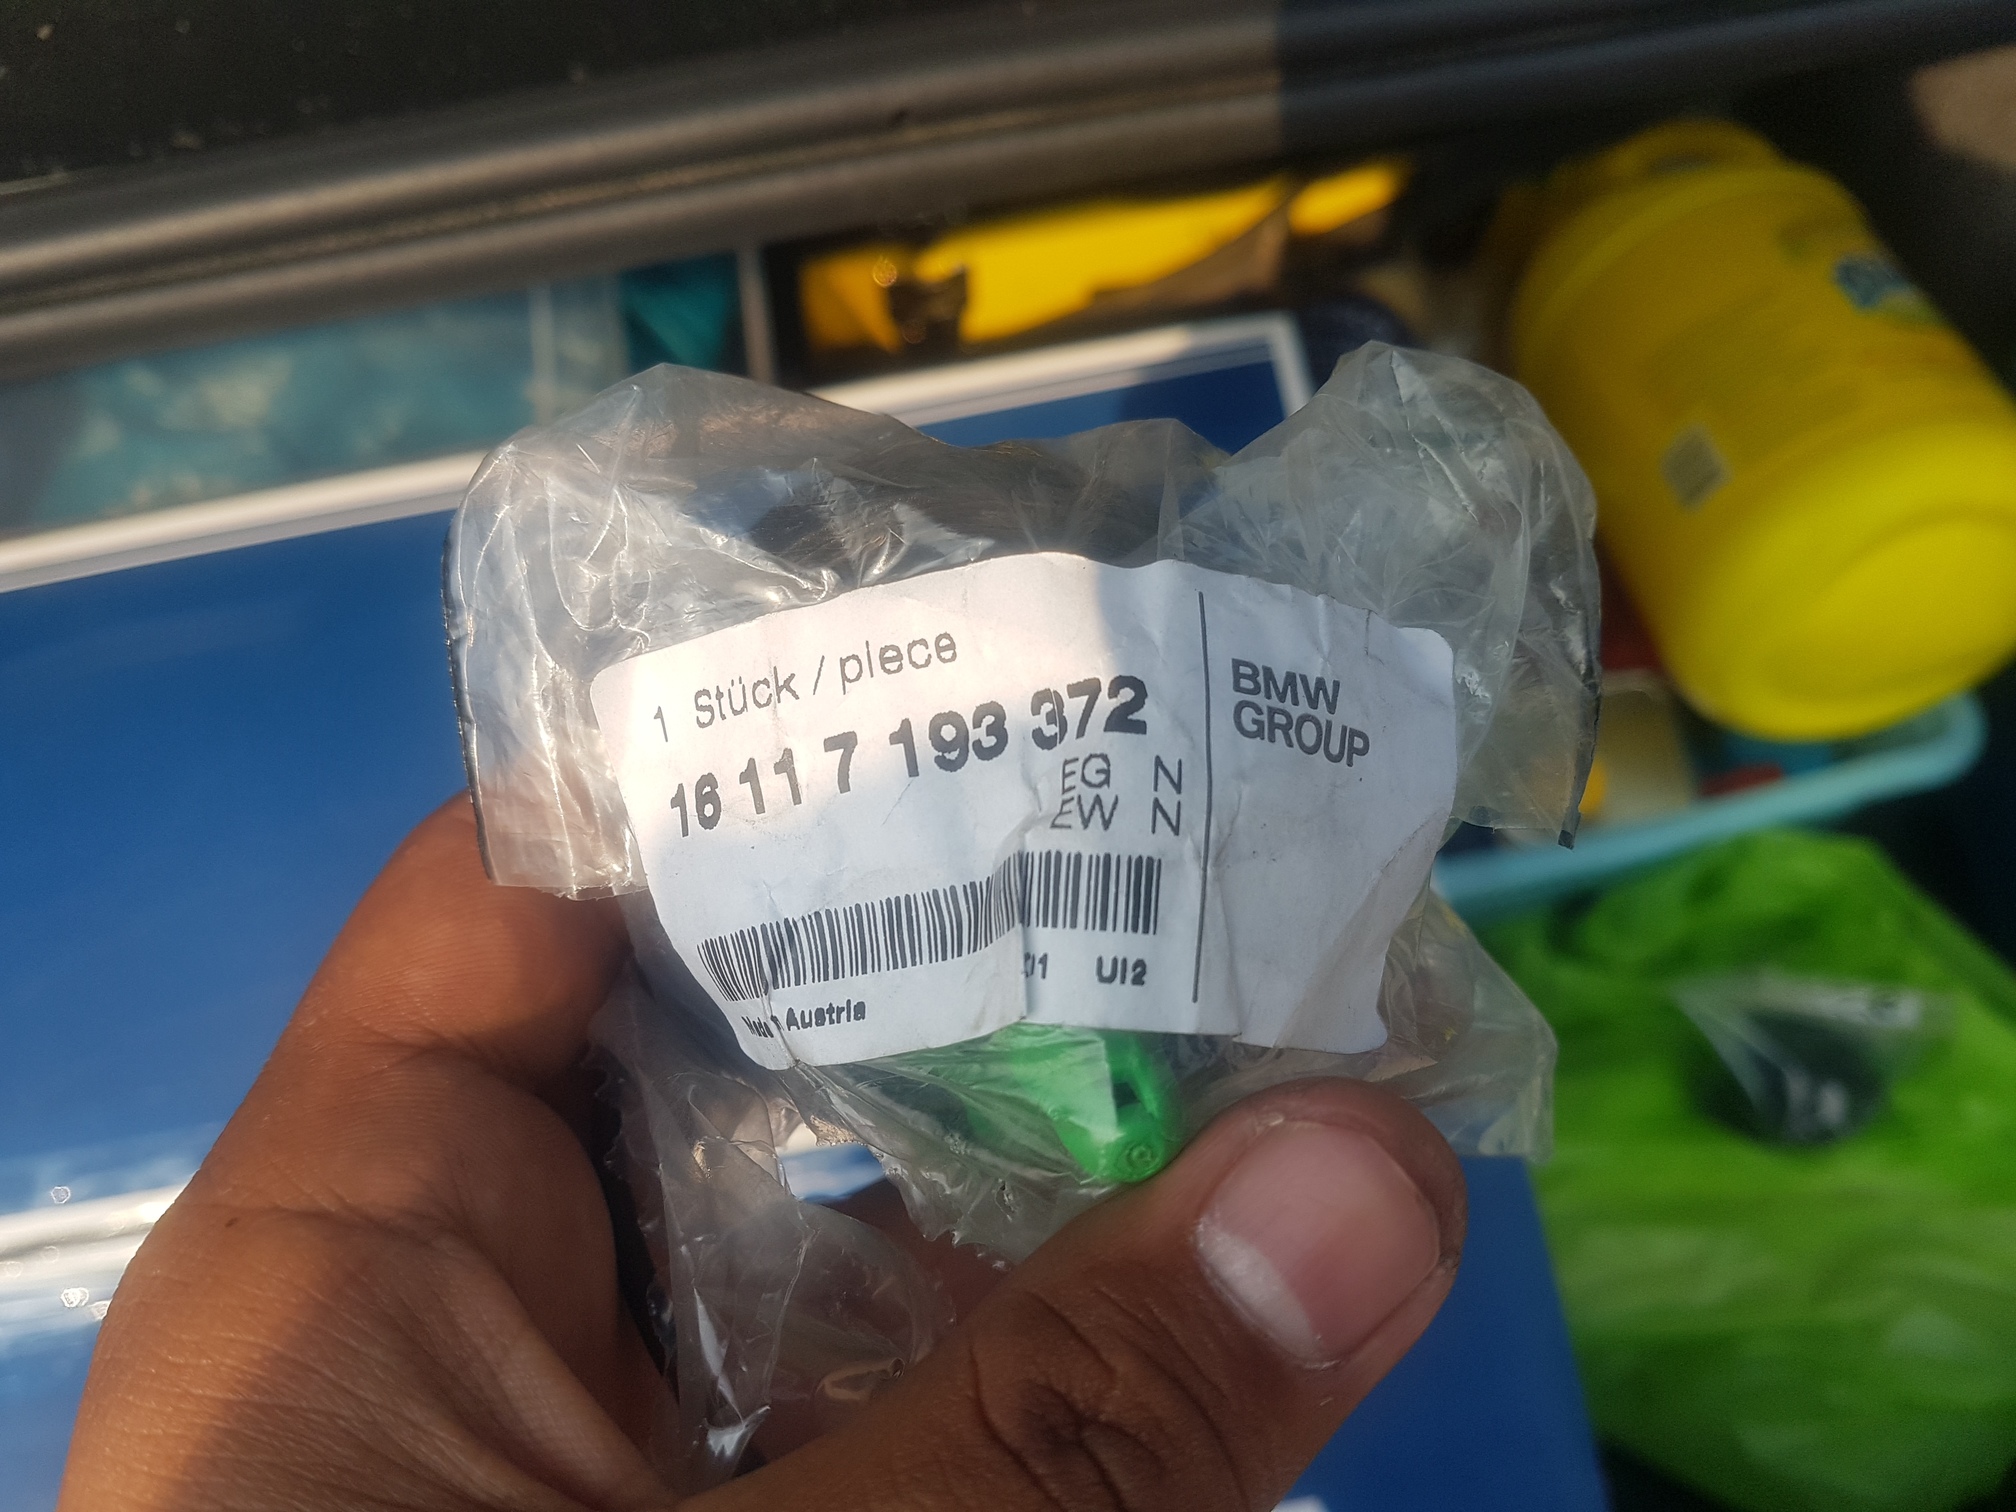 1 Stück / piece
16 11 7 193 372
EG N
EW N
UI2
Austria
BMW
GROUP